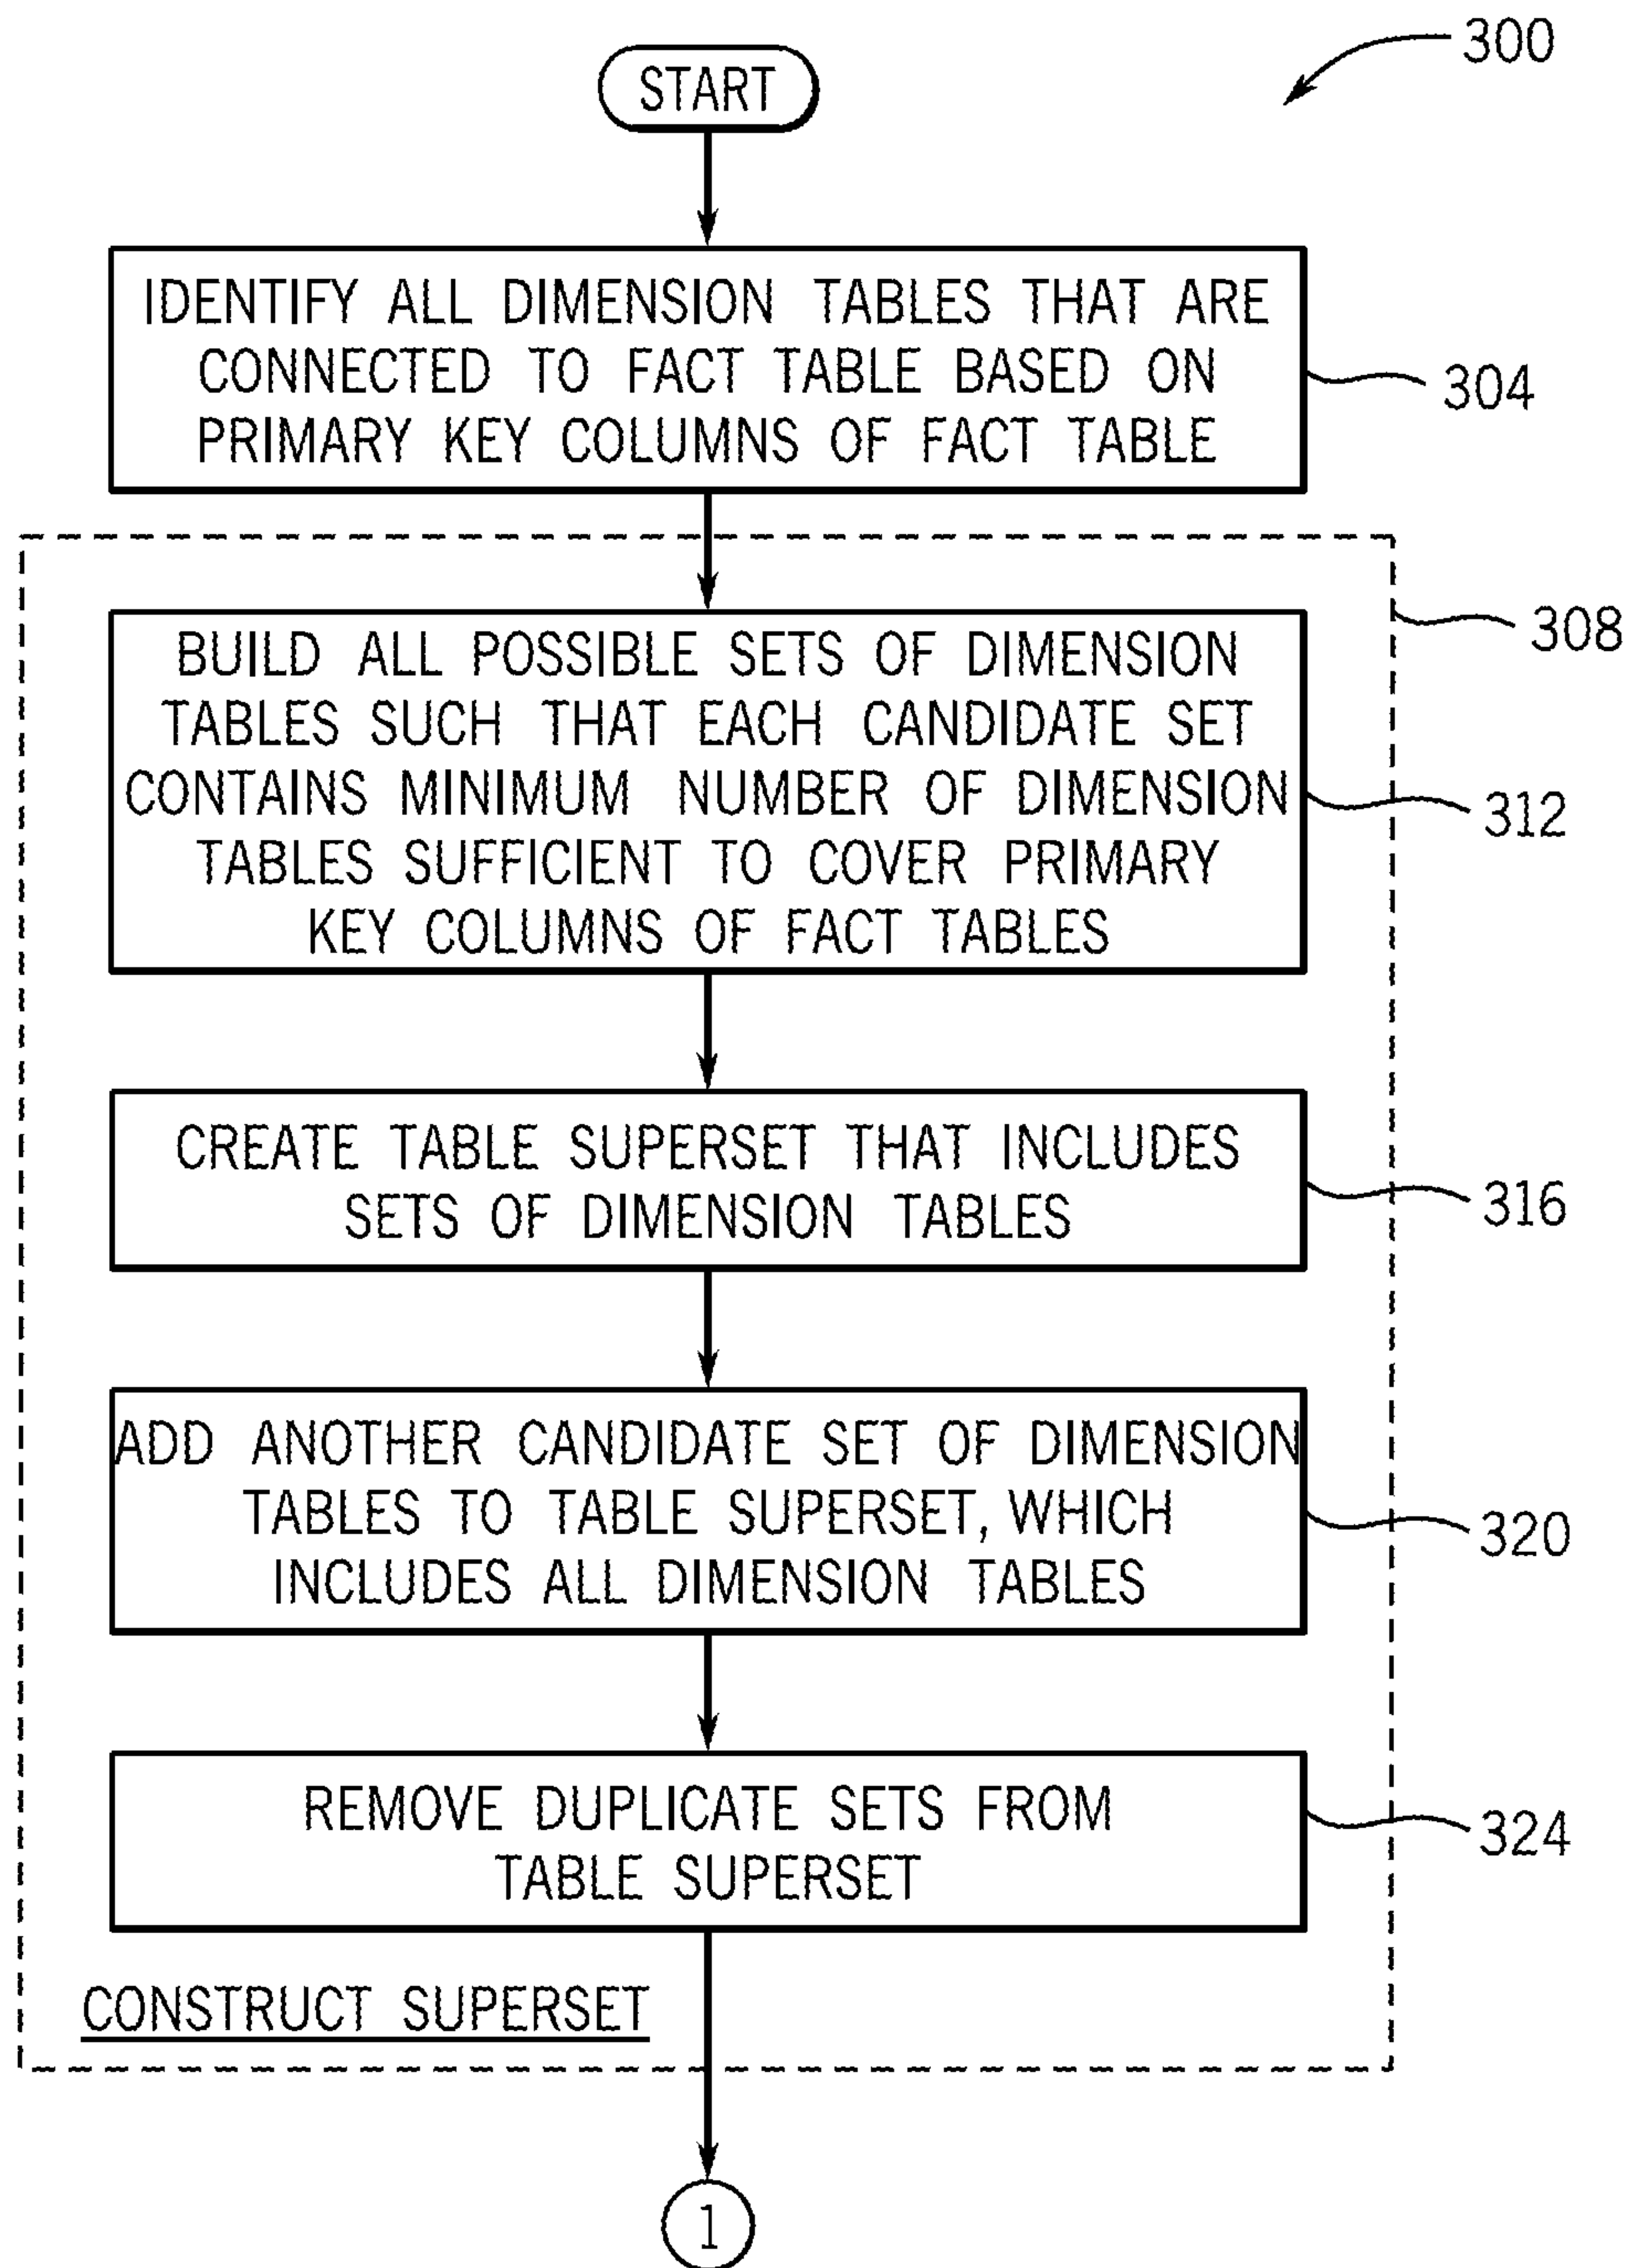 300
START
IDENTIFY ALL DIMENSION TABLES THAT ARE
CONNECTED TO FACT TABLE BASED ON
PRIMARY KEY COLUMNS OF FACT TABLE
304
308
BUILD ALL POSSIBLE SETS OF DIMENSION
TABLES SUCH THAT EACH CANDIDATE SET
CONTAINS MINIMUM NUMBER OF DIMENSION
TABLES SUFFICIENT TO COVER PRIMARY
KEY COLUMNS OF FACT TABLES
312
CREATE TABLE SUPERSET THAT INCLUDES
SETS OF DIMENSION TABLES
316
ADD ANOTHER CANDIDATE SET OF DIMENSION
TABLES TO TABLE SUPERSET, WHICH
INCLUDES ALL DIMENSION TABLES
320
REMOVE DUPLICATE SETS FROM
TABLE SUPERSET
324
CONSTRUCT SUPERSET
1